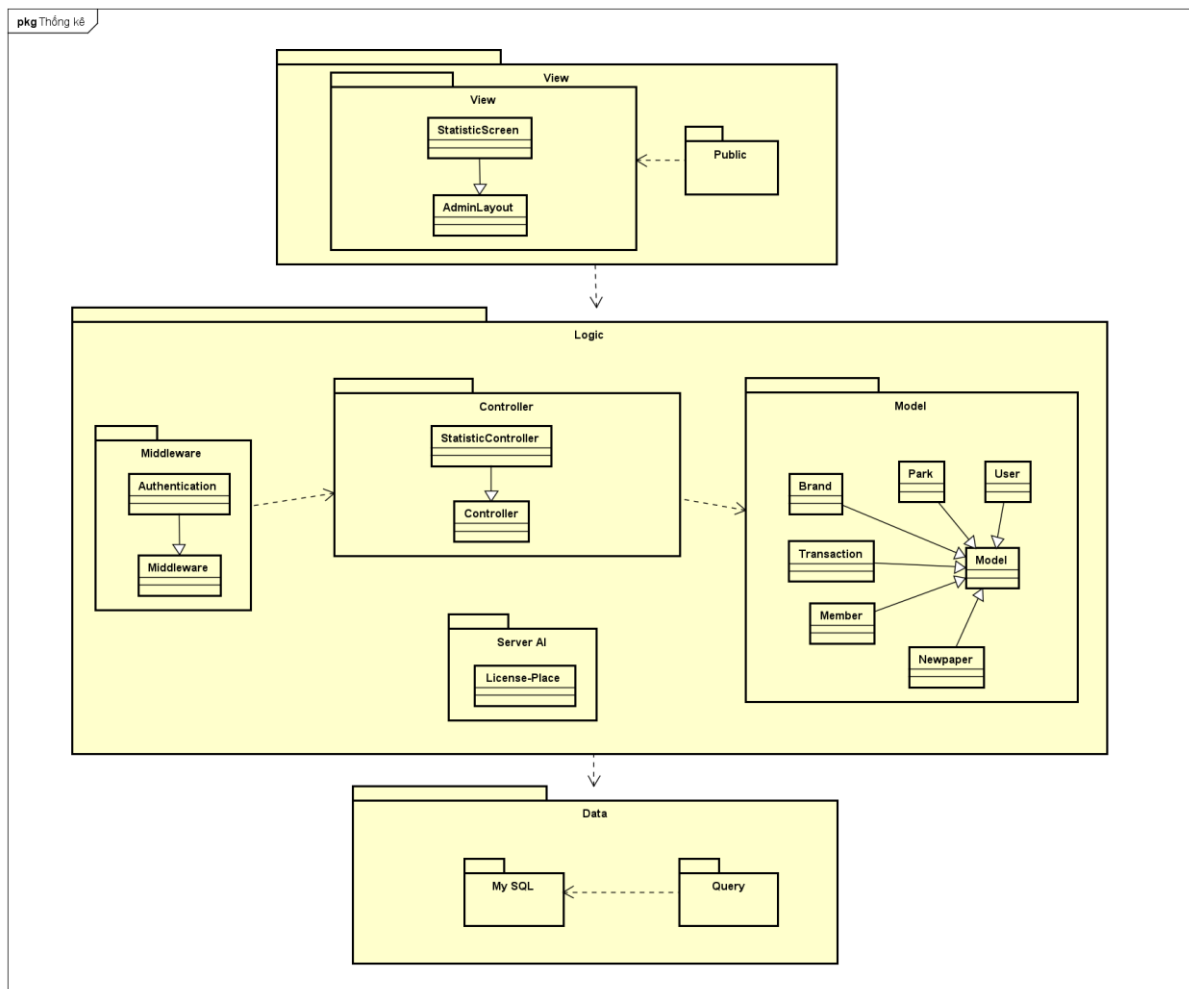 pkg Thống kê
View
View
StatisticScreen
Public
AdminLayout
Logic
Controller
Model
StatisticController
Middleware
Park
User
Authentication
Brand
Controller
Transaction
Model
Middleware
Member
Server AI
Newpaper
License-Place
Data
My SQL
Query